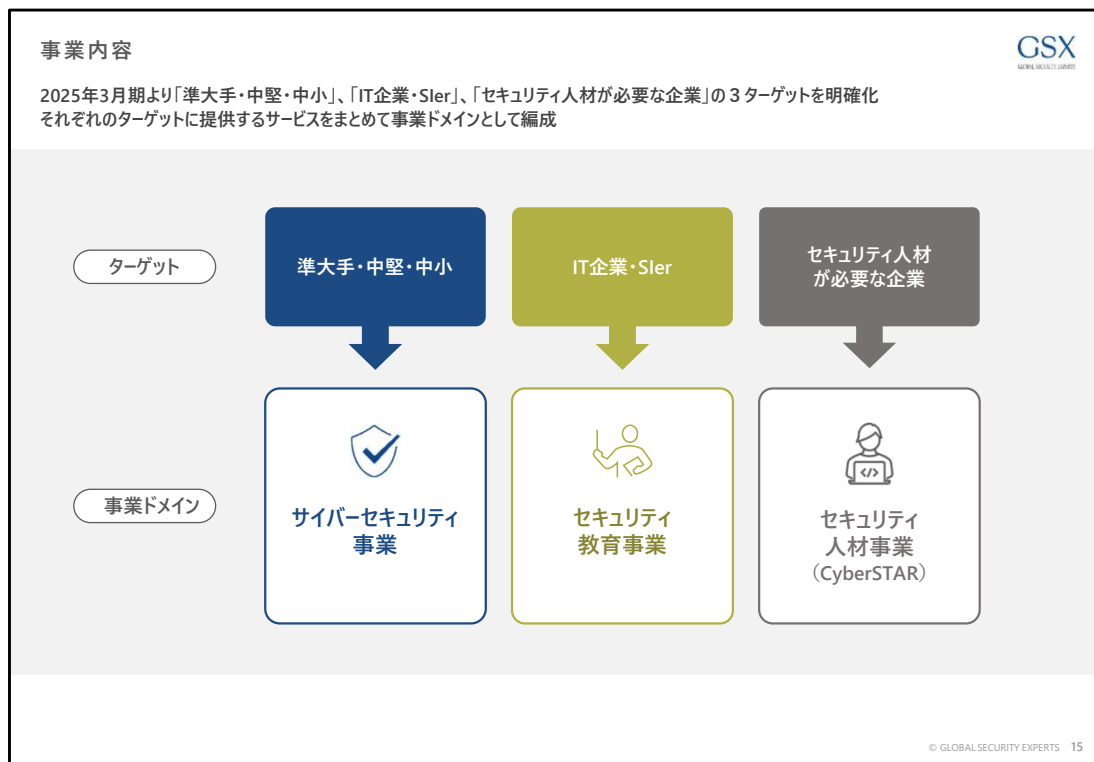 事業内容
GSX
GLOBAL SECURITY EXPERTS
2025年3月期より「準大手・中堅・中小」、「IT企業・SIer」、「セキュリティ人材が必要な企業」の３ターゲットを明確化
それぞれのターゲットに提供するサービスをまとめて事業ドメインとして編成
ターゲット
準大手・中堅・中小
IT企業・SIer
セキュリティ人材
が必要な企業
事業ドメイン
サイバーセキュリティ
事業
セキュリティ
教育事業
</>
セキュリティ
人材事業
（CyberSTAR）
© GLOBAL SECURITY EXPERTS 15